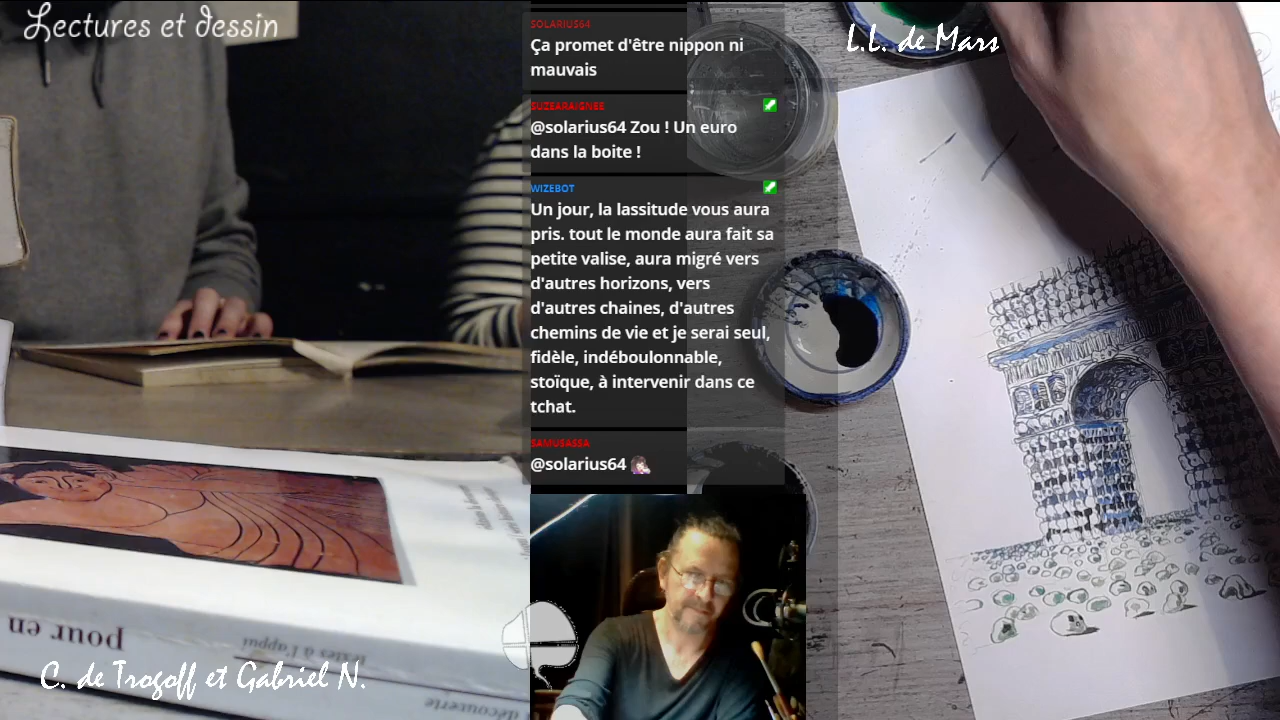 Lectures et dessin
SOLARIUS64
Ça promet d'être nippon ni
mauvais
SUZEARAIGNEE
@solarius64 Zou ! Un euro
dans la boite !
WIZEBOT
Un jour, la lassitude vous aura
pris. tout le monde aura fait sa
petite valise, aura migré vers
d'autres horizons, vers
d'autres chaines, d'autres
chemins de vie et je serai seul,
fidèle, indéboulonnable,
stoïque, à intervenir dans ce
tchat.
SAMUSASSA
@solarius64
L.L. de Mars
pour en
textes à l'appui
découverte
C. de Trogoff et Gabriel N.